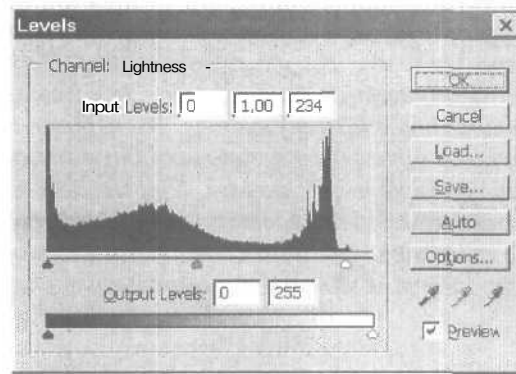 Levels
Channel: Lightness -
OK
Input Levels: 0 1,00 234
Cancel
Load...
Save...
Auto
Options...
Output Levels: 0 255
Preview